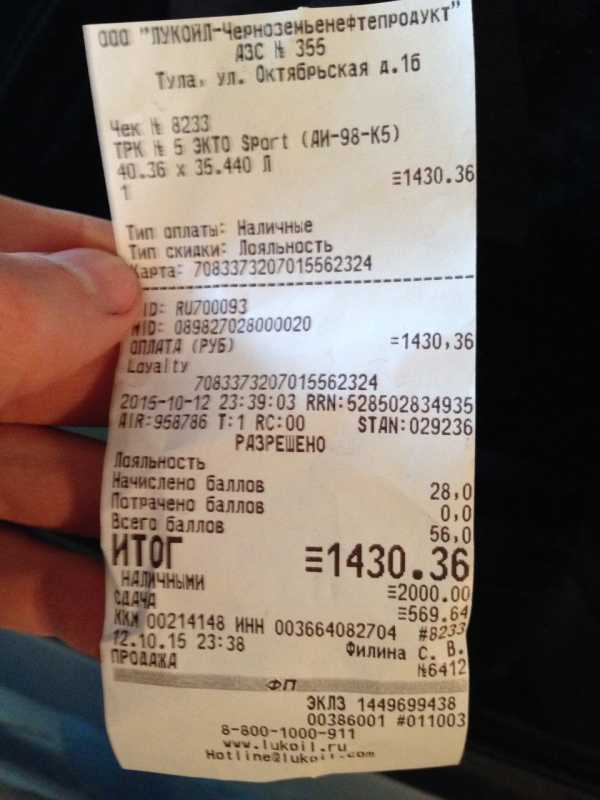 ООО "ЛУКОЙЛ-Черноземьенефтепродукт"
АЗС № 355
Тула, ул. Октябрьская д.1б
Чек № 8233
ТРК № 5 ЭКТО Sport (АИ-98-К5)
40.36 x 35.440 Л
1 ≡1430.36
Тип оплаты: Наличные
Тип скидки: Лояльность
Карта: 7083373207015562324
ID: RU700093
MID: 089827028000020
ОПЛАТА (РУБ) =1430,36
Loyalty
7083373207015562324
2015-10-12 23:39:03 RRN:528502834935
AIR:958786 T:1 RC:00 STAN:029236
РАЗРЕШЕНО
Лояльность
Начислено баллов 28,0
Потрачено баллов 0,0
Всего баллов 56,0
ИТОГ ≡1430.36
НАЛИЧНЫМИ ≡2000.00
СДАЧА ≡569.64
ККМ 00214148 ИНН 003664082704 #8233
12.10.15 23:38 Филина С. В.
ПРОДАЖА №6412
ФП
ЭКЛЗ 1449699438
00386001 #011003
8-800-1000-911
www.lukoil.ru
Hotline@lukoil.com